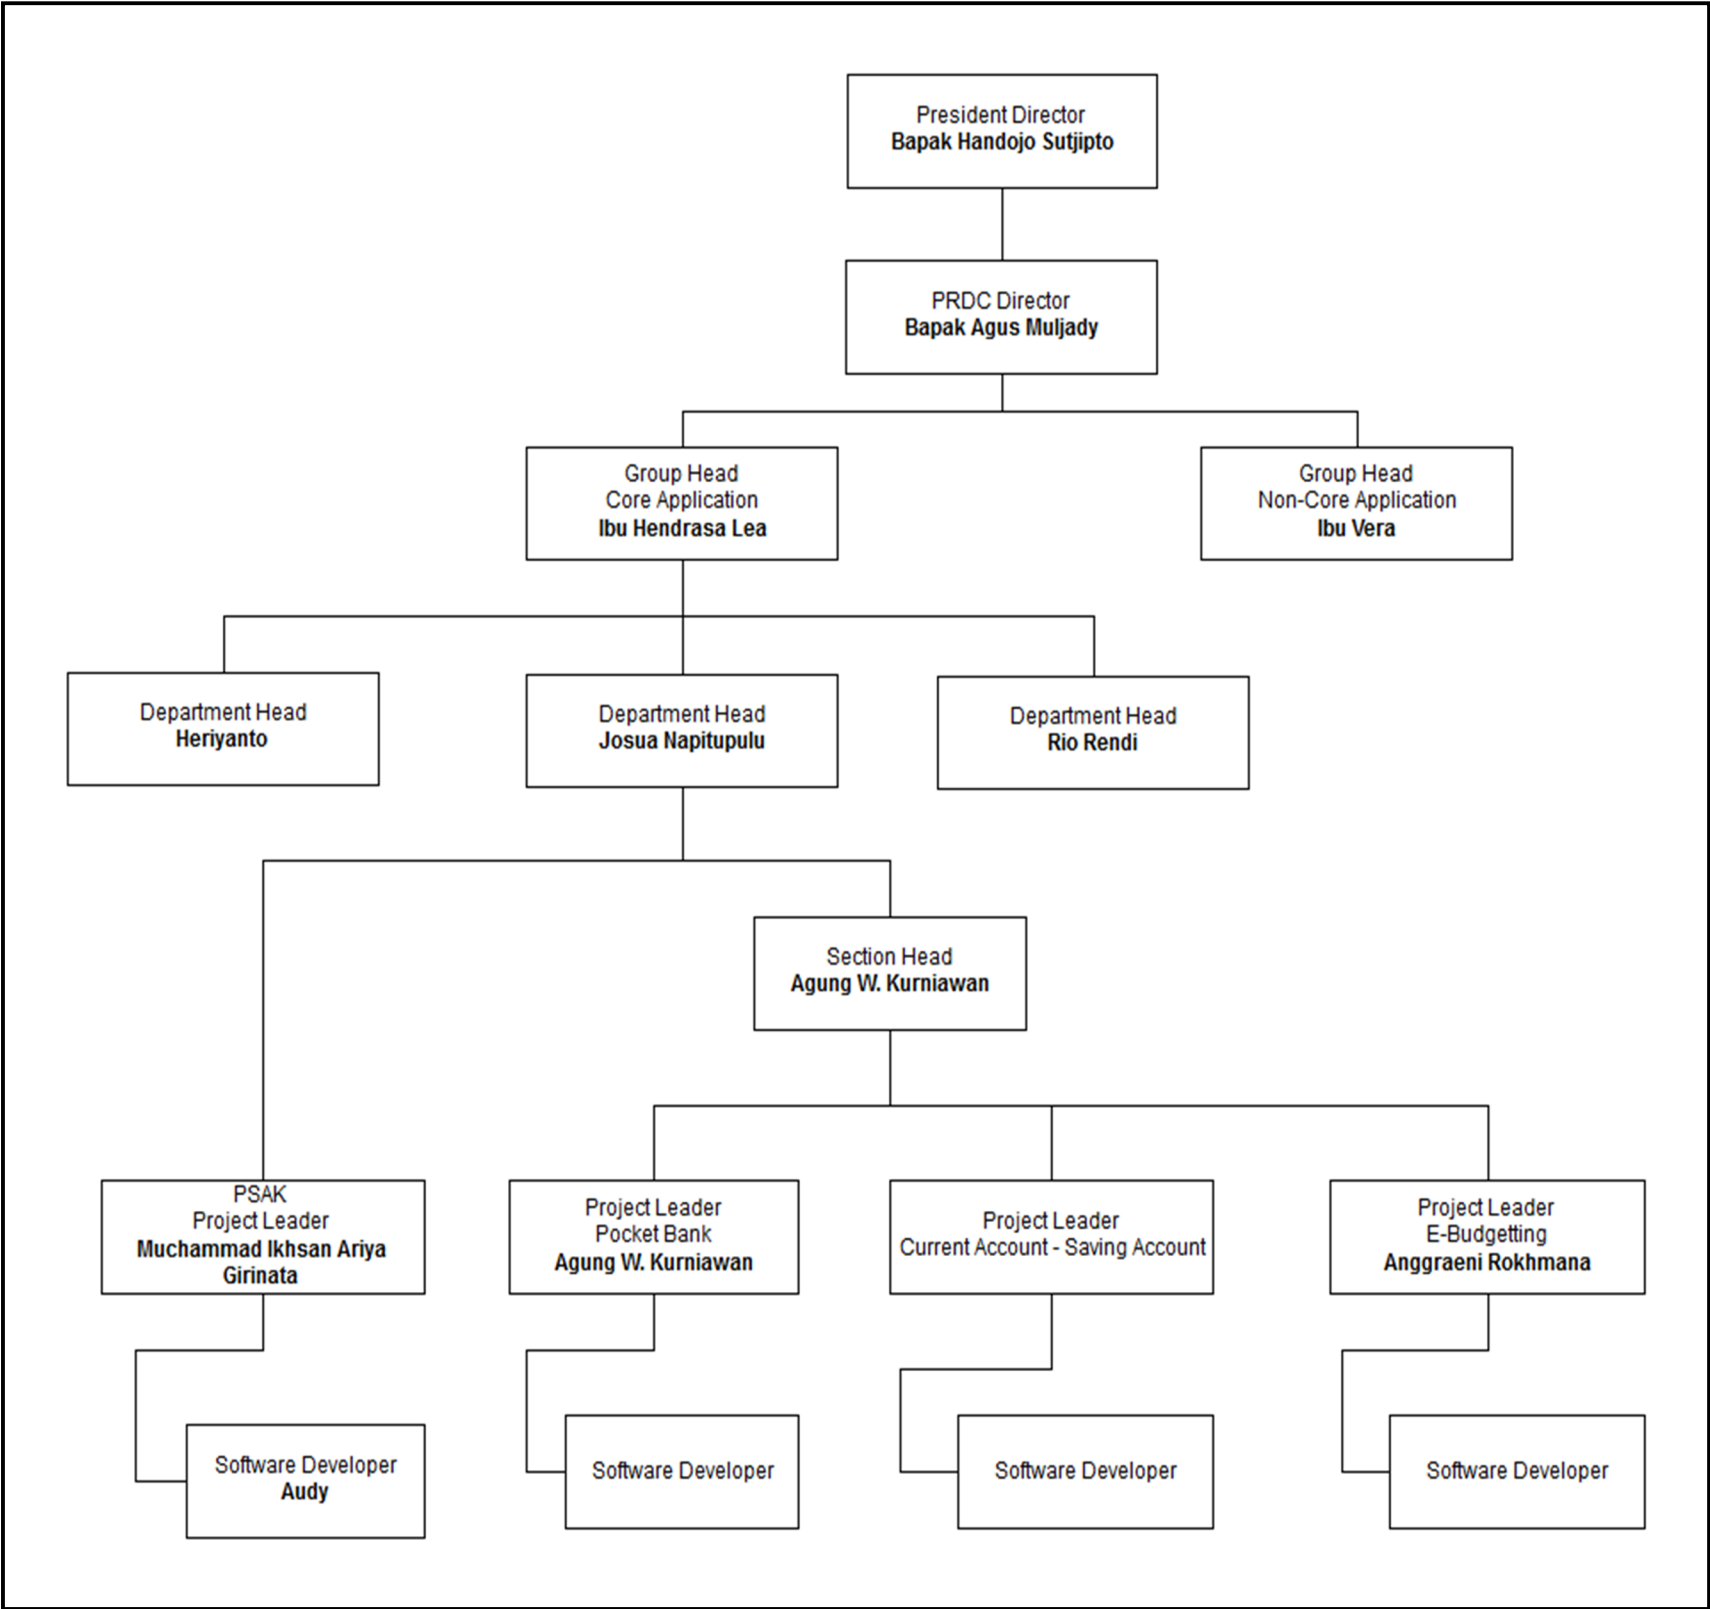 President Director
Bapak Handojo Sutjipto
PRDC Director
Bapak Agus Muljady
Group Head
Core Application
Ibu Hendrasa Lea
Group Head
Non-Core Application
Ibu Vera
Department Head
Heriyanto
Department Head
Josua Napitupulu
Department Head
Rio Rendi
Section Head
Agung W. Kurniawan
PSAK
Project Leader
Muchammad Ikhsan Ariya
Girinata
Project Leader
Pocket Bank
Agung W. Kurniawan
Project Leader
Current Account - Saving Account
Project Leader
E-Budgetting
Anggraeni Rokhmana
Software Developer
Audy
Software Developer
Software Developer
Software Developer